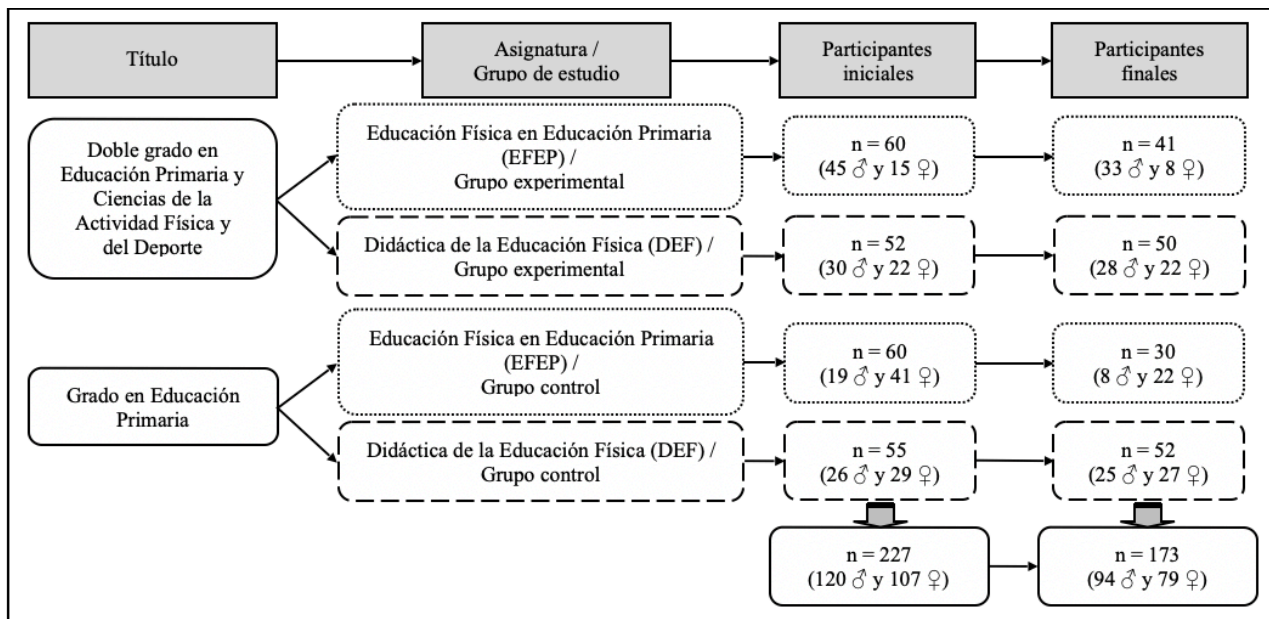 Título
Asignatura /
Grupo de estudio
Participantes
iniciales
Participantes
finales
Doble grado en
Educación Primaria y
Ciencias de la
Actividad Física y
del Deporte
Educación Física en Educación Primaria
(EFEP) /
Grupo experimental
n = 60
(45 ♂ y 15 ♀)
n = 41
(33 ♂ y 8 ♀)
Didáctica de la Educación Física (DEF) /
Grupo experimental
n = 52
(30 ♂ y 22 ♀)
n = 50
(28 ♂ y 22 ♀)
Grado en Educación
Primaria
Educación Física en Educación Primaria
(EFEP) /
Grupo control
n = 60
(19 ♂ y 41 ♀)
n = 30
(8 ♂ y 22 ♀)
Didáctica de la Educación Física (DEF) /
Grupo control
n = 55
(26 ♂ y 29 ♀)
n = 52
(25 ♂ y 27 ♀)
n = 227
(120 ♂ y 107 ♀)
n = 173
(94 ♂ y 79 ♀)